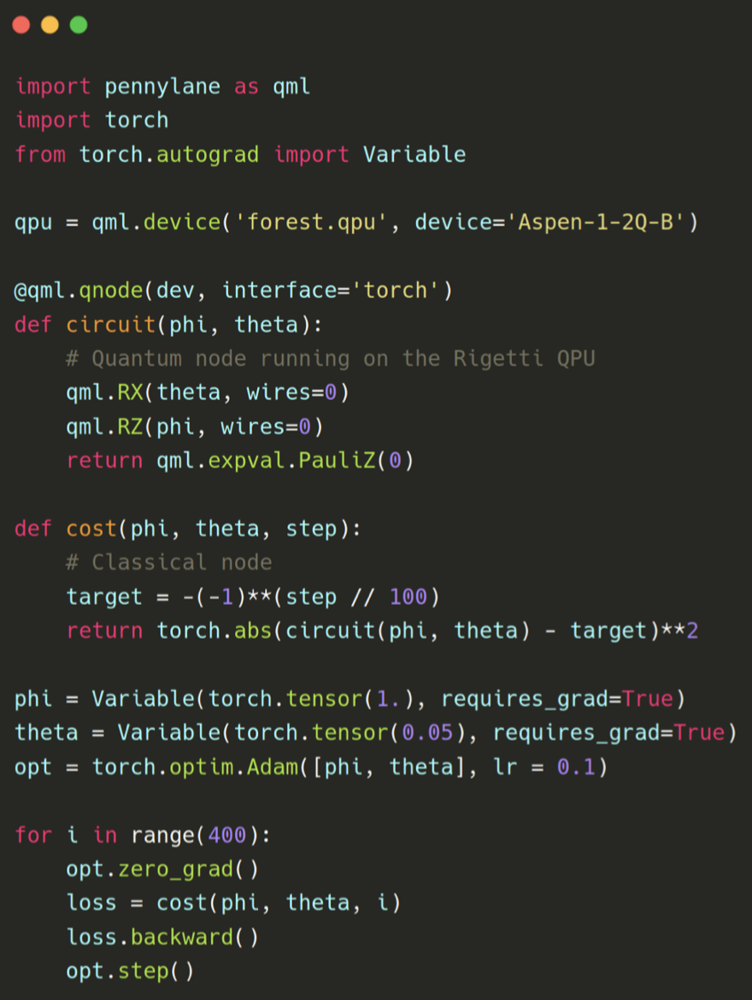 import pennylane as qml
import torch
from torch.autograd import Variable

qpu = qml.device('forest.qpu', device='Aspen-1-2Q-B')

@qml.qnode(dev, interface='torch')
def circuit(phi, theta):
    # Quantum node running on the Rigetti QPU
    qml.RX(theta, wires=0)
    qml.RZ(phi, wires=0)
    return qml.expval.PauliZ(0)

def cost(phi, theta, step):
    # Classical node
    target = -(-1)**(step // 100)
    return torch.abs(circuit(phi, theta) - target)**2

phi = Variable(torch.tensor(1.), requires_grad=True)
theta = Variable(torch.tensor(0.05), requires_grad=True)
opt = torch.optim.Adam([phi, theta], lr = 0.1)

for i in range(400):
    opt.zero_grad()
    loss = cost(phi, theta, i)
    loss.backward()
    opt.step()